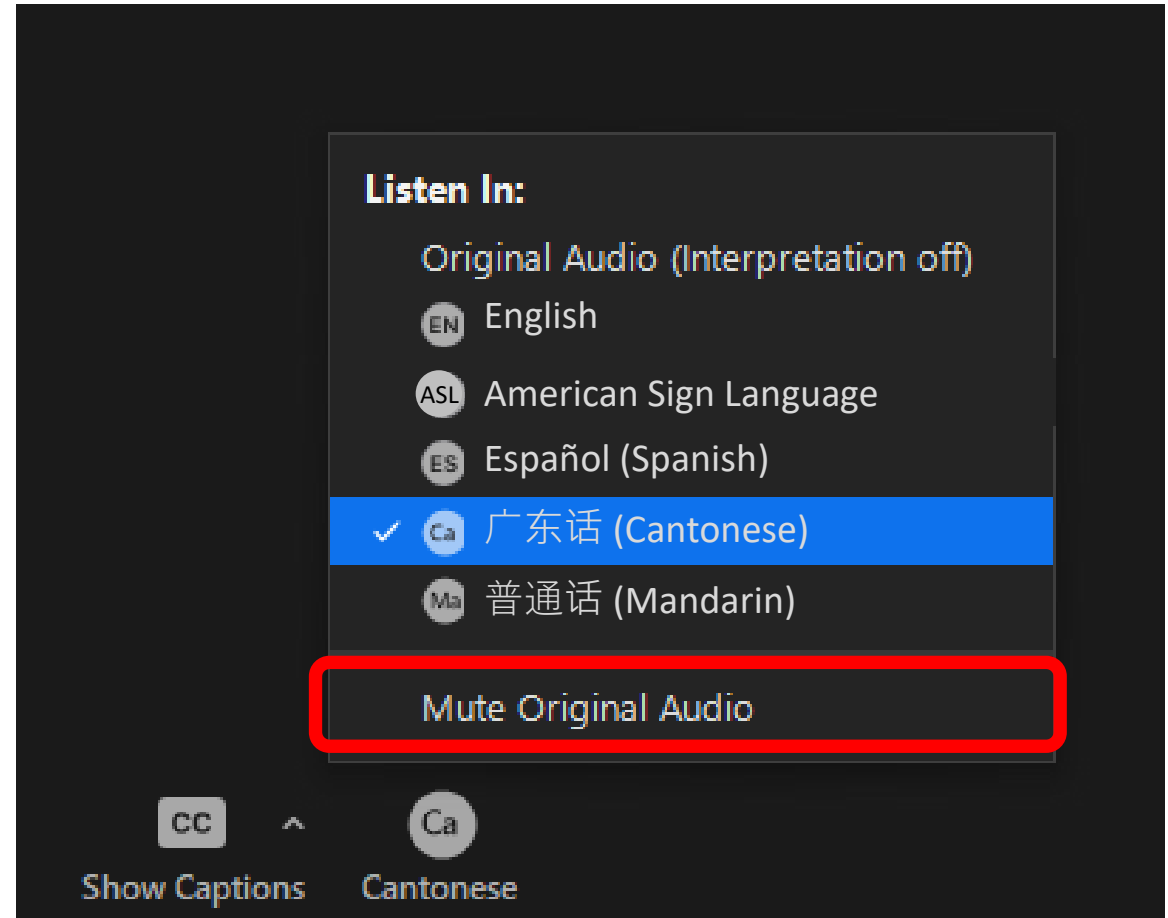 Listen In:
Original Audio (Interpretation off)
EN English
ASL American Sign Language
ES Español (Spanish)
Ca 广东话 (Cantonese)
Ma 普通话 (Mandarin)
Mute Original Audio
CC Ca
Show Captions Cantonese